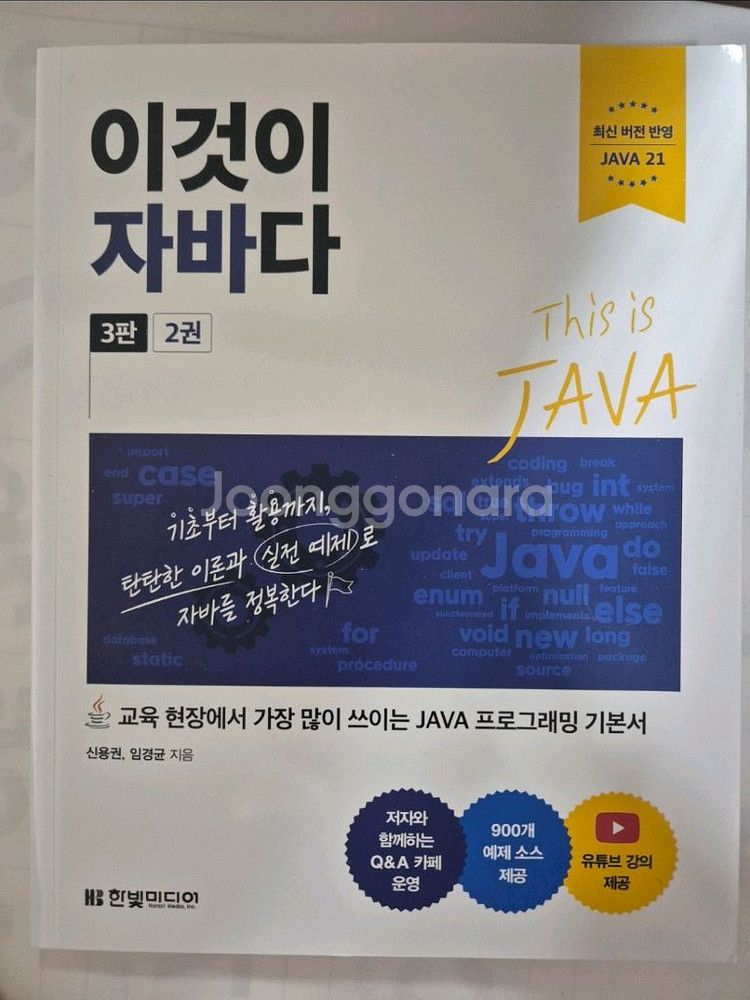 이것이
자바다
3판 2권
최신 버전 반영
JAVA 21
This is
JAVA
import
end case
super
coding break
extends bug int system
throw while
approach
try programming
update Java do
client false
enum platform null feature
synchronized if implements else
for void new long
system computer optimization package
procedure source
database
static
Joonggonara
기초부터 활용까지,
탄탄한 이론과 실전 예제로
자바를 정복한다
교육 현장에서 가장 많이 쓰이는 JAVA 프로그래밍 기본서
신용권, 임경균 지음
저자와
함께하는
Q&A 카페
운영
900개
예제 소스
제공
유튜브 강의
제공
HB 한빛미디어
Hanbit Media, Inc.